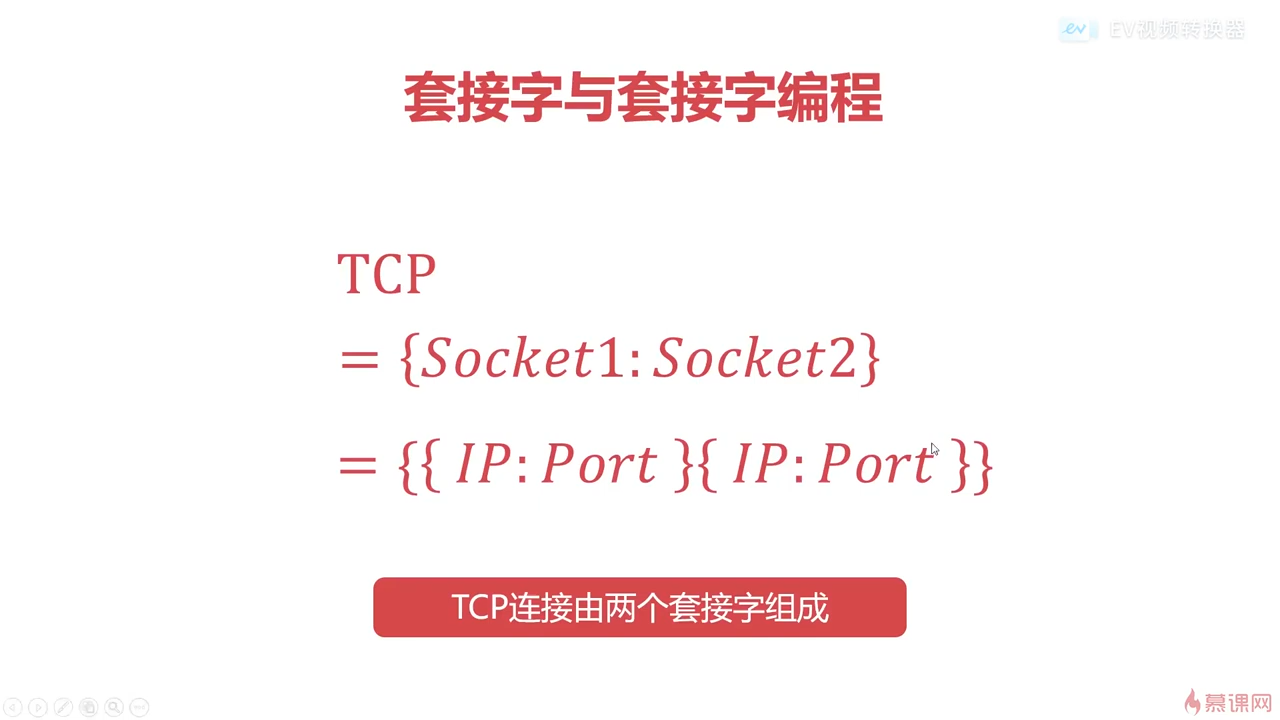 EV视频转换器
套接字与套接字编程
TCP
= {Socket1: Socket2}
= {{ IP: Port }{ IP: Port }}
TCP连接由两个套接字组成
慕课网